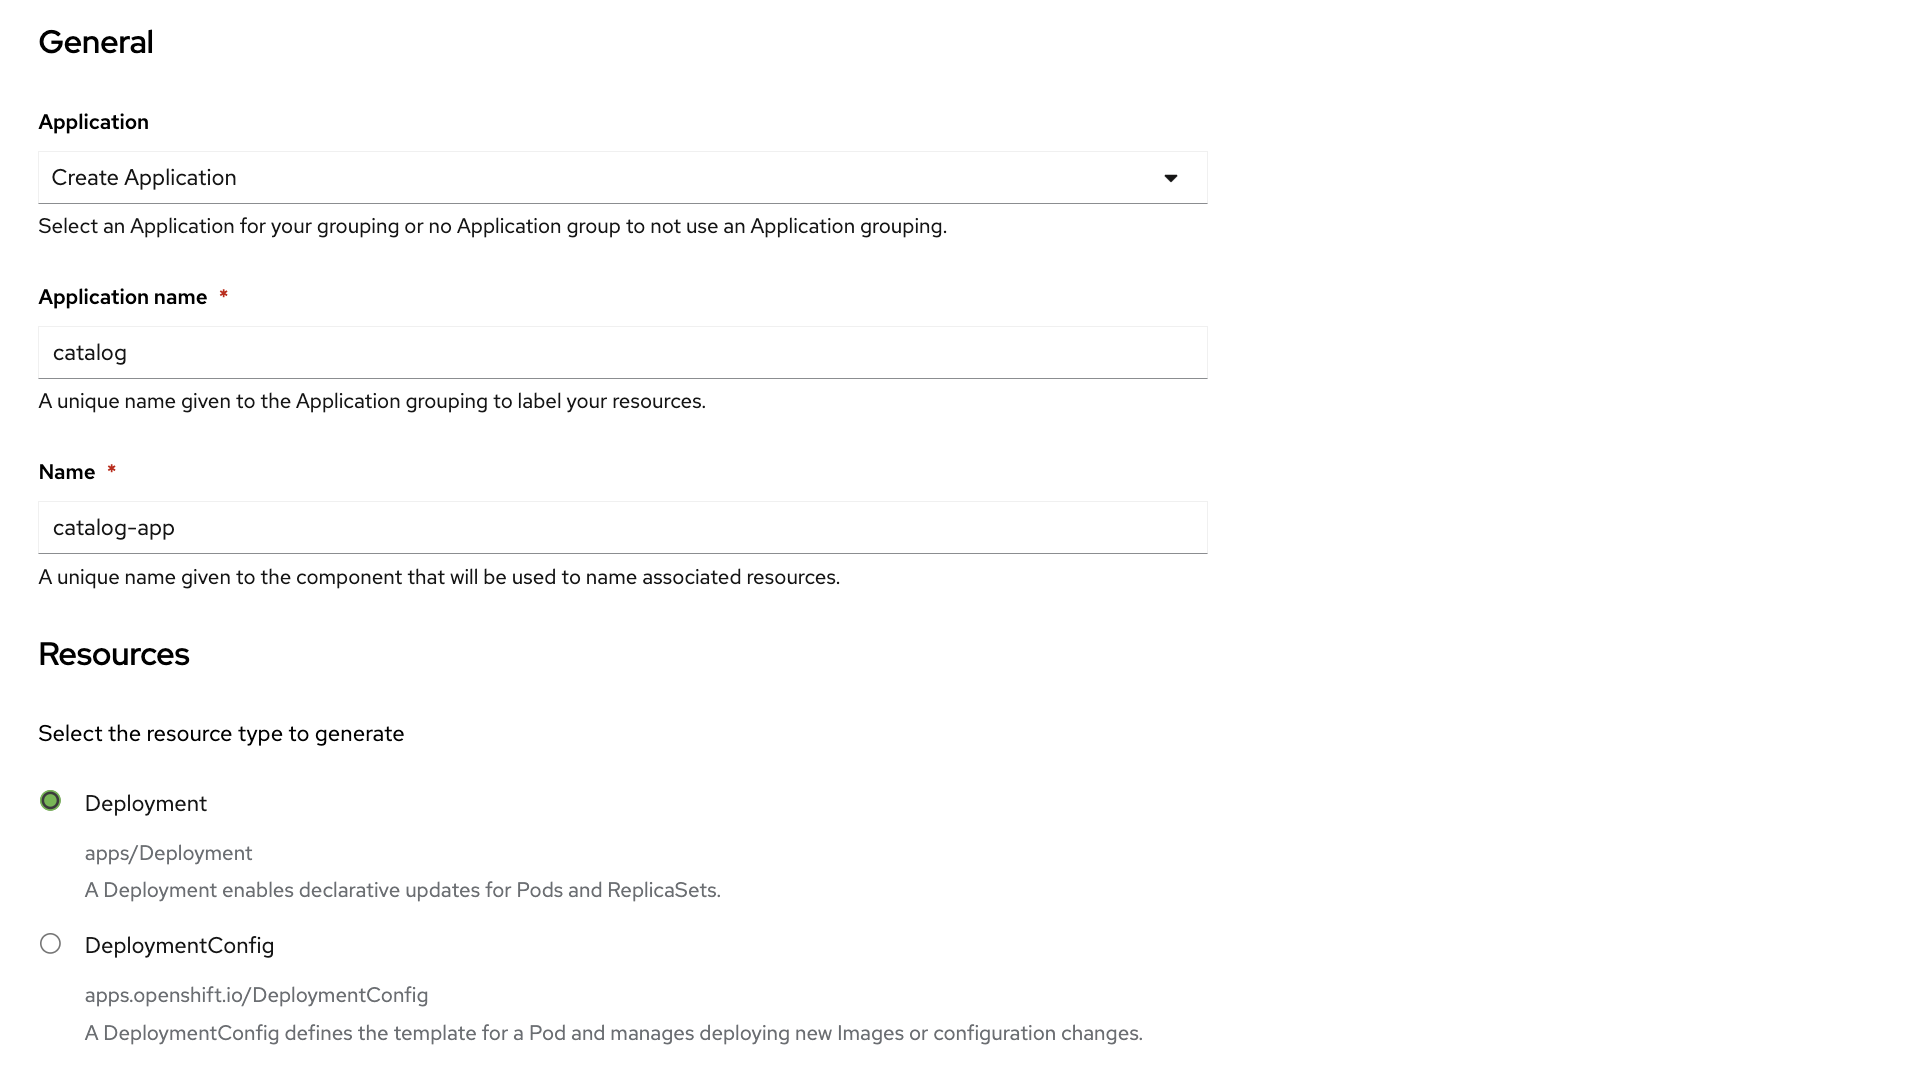 General
Application
Create Application
Select an Application for your grouping or no Application group to not use an Application grouping.
Application name *
catalog
A unique name given to the Application grouping to label your resources.
Name *
catalog-app
A unique name given to the component that will be used to name associated resources.
Resources
Select the resource type to generate
Deployment
apps/Deployment
A Deployment enables declarative updates for Pods and ReplicaSets.
DeploymentConfig
apps.openshift.io/DeploymentConfig
A DeploymentConfig defines the template for a Pod and manages deploying new Images or configuration changes.